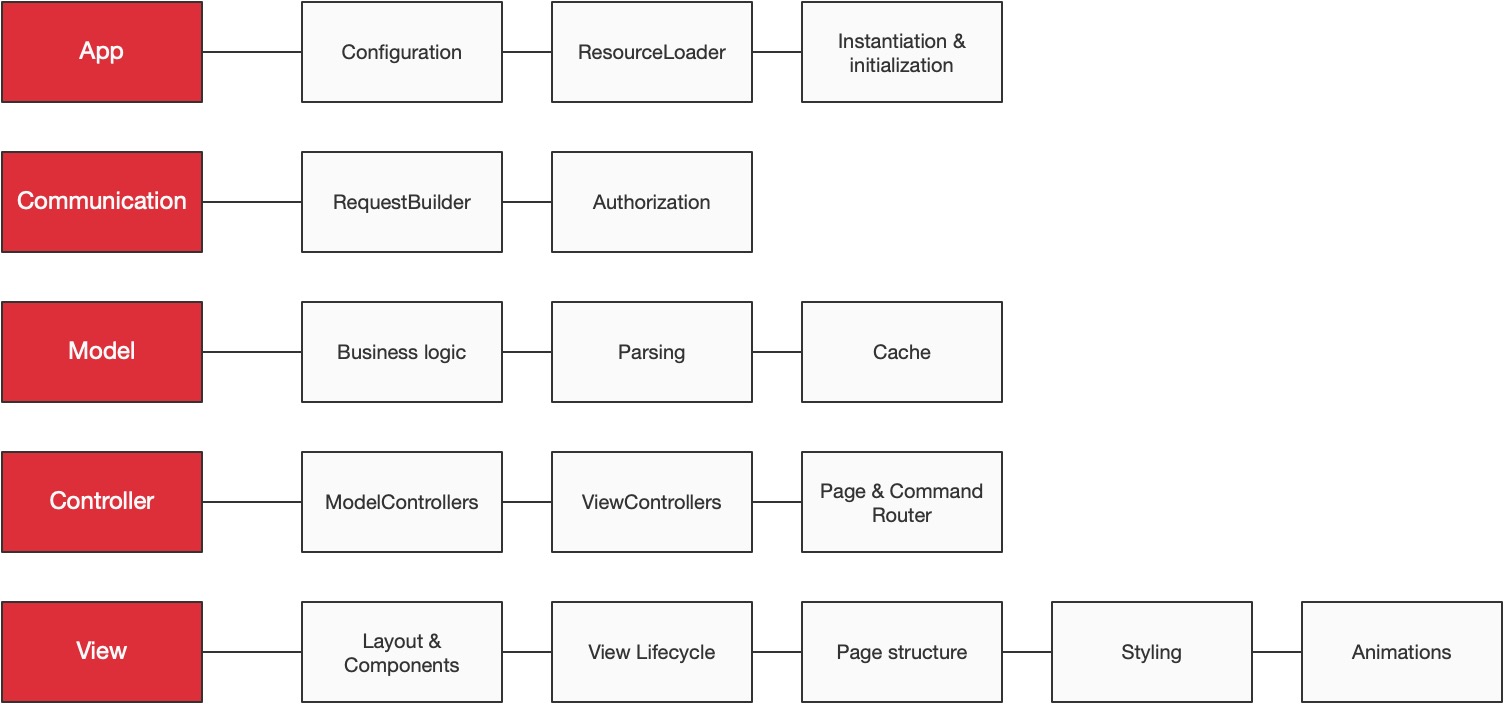 App
Configuration
ResourceLoader
Instantiation &
initialization
Communication
RequestBuilder
Authorization
Model
Business logic
Parsing
Cache
Controller
ModelControllers
ViewControllers
Page & Command
Router
View
Layout &
Components
View Lifecycle
Page structure
Styling
Animations